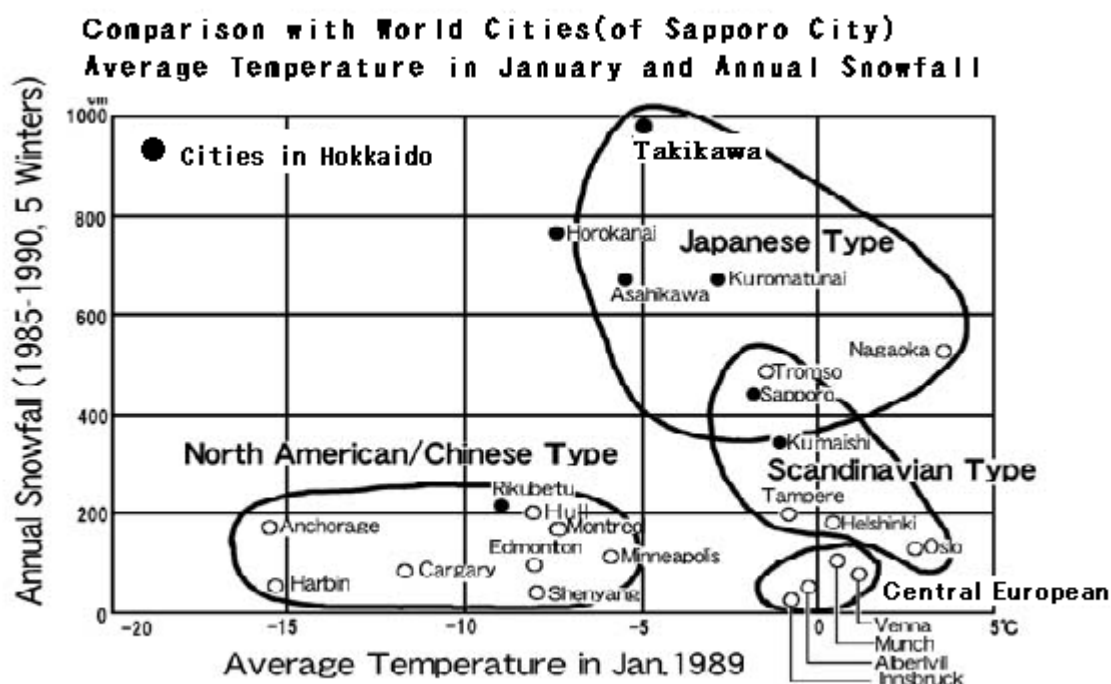 Comparison with World Cities(of Sapporo City)
Average Temperature in January and Annual Snowfall
Annual Snowfall (1985-1990, 5 Winters)
cm
1000
800
600
400
200
0
Cities in Hokkaido
Takikawa
Horokanai
Japanese Type
Asahikawa
Kuromatunai
Nagaoka
Tromso
Sapporo
Kumaishi
North American/Chinese Type
Scandinavian Type
Rikubetu
Hull
Tampere
Anchorage
Montreo
Helshinki
Edmonton
Minneapolis
Oslo
Cargary
Harbin
Shenyang
Central European
Venna
Munch
Albertvil
Innsbruck
-20
-15
-10
-5
0
5℃
Average Temperature in Jan. 1989